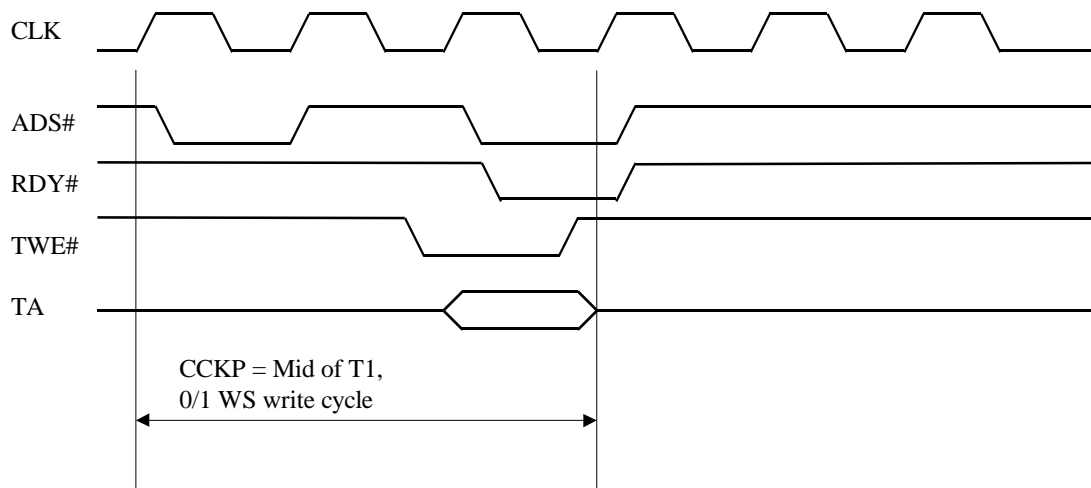 CLK
ADS#
RDY#
TWE#
TA
CCKP = Mid of T1,
0/1 WS write cycle